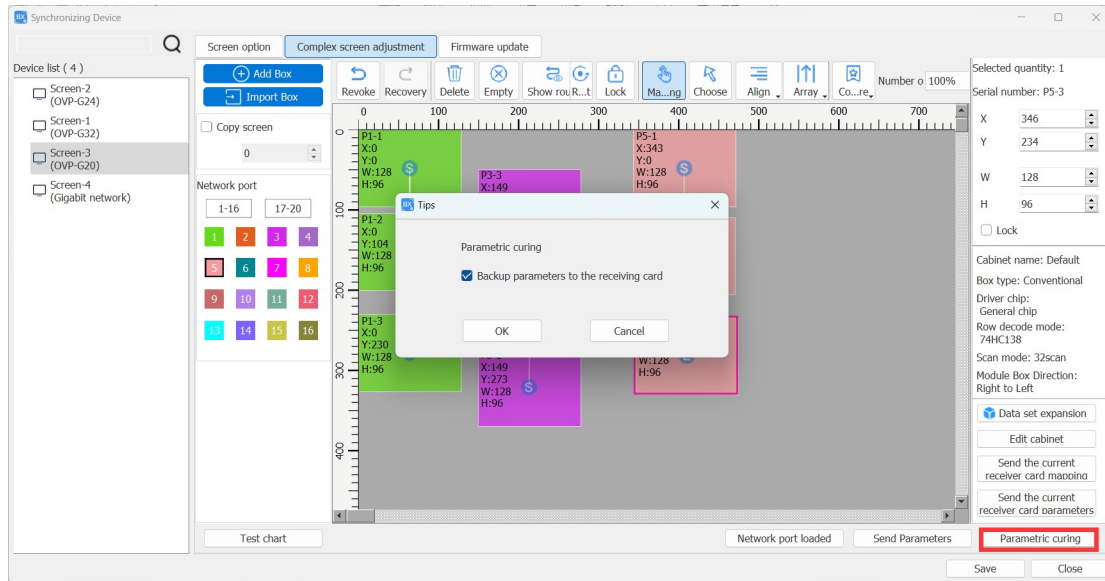 BX Synchronizing Device
Device list ( 4 )
Screen-2
(OVP-G24)
Screen-1
(OVP-G32)
Screen-3
(OVP-G20)
Screen-4
(Gigabit network)
Screen option Complex screen adjustment Firmware update
Add Box
Import Box
Copy screen
0
Network port
1-16 17-20
1 2 3 4
5 6 7 8
9 10 11 12
13 14 15 16
Revoke Recovery Delete Empty Show rou R...t Lock Ma...ng Choose Align Array Co...re Number o 100%
0 100 200 300 400 500 600 700
0
100
200
300
400
P1-1
X:0
Y:0
W:128
H:96
S
P3-3
X:149
P5-1
X:343
Y:0
W:128
H:96
S
P1-2
X:0
Y:104
W:128
H:96
P1-3
X:0
Y:230
W:128
H:96
X:149
Y:273
W:128
H:96
S
W:128
H:96
BX Tips
Parametric curing
Backup parameters to the receiving card
OK Cancel
Selected quantity: 1
Serial number: P5-3
X 346
Y 234
W 128
H 96
Lock
Cabinet name: Default
Box type: Conventional
Driver chip:
General chip
Row decode mode:
74HC138
Scan mode: 32scan
Module
Box Direction:
Right to Left
Data set expansion
Edit cabinet
Send the current
receiver card mapping
Send the current
receiver card parameters
Test chart Network port loaded Send Parameters Parametric curing
Save Close